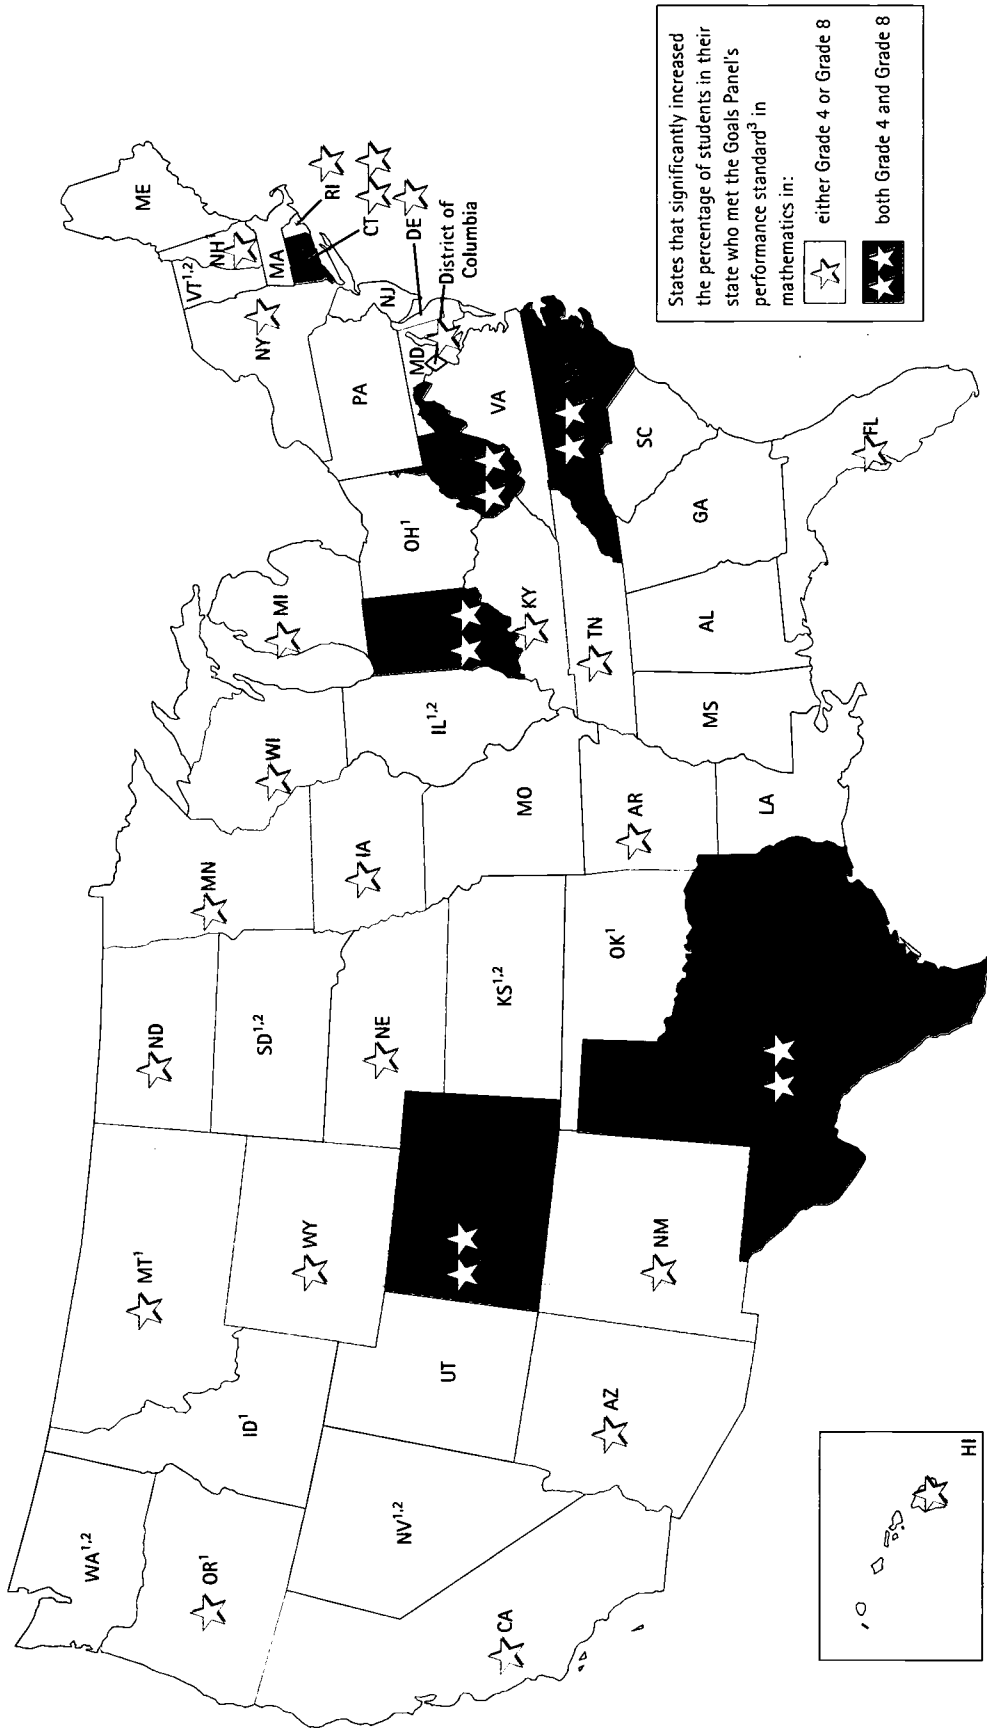 WA1,2
OR1
CA
NV1,2
ID1
MT1
WY
UT
AZ
NM
ND
SD1,2
NE
KS1,2
OK1
MN
IA
MO
AR
LA
WI
IL1,2
MI
OH1
KY
TN
MS
AL
GA
FL
SC
VA
PA
NY
VT1,2
NH
ME
MA
RI
CT
NJ
DE
MD
District of
Columbia
HI
States that significantly increased
the percentage of students in their
state who met the Goals Panel's
performance standard3 in
mathematics in:
either Grade 4 or Grade 8
both Grade 4 and Grade 8